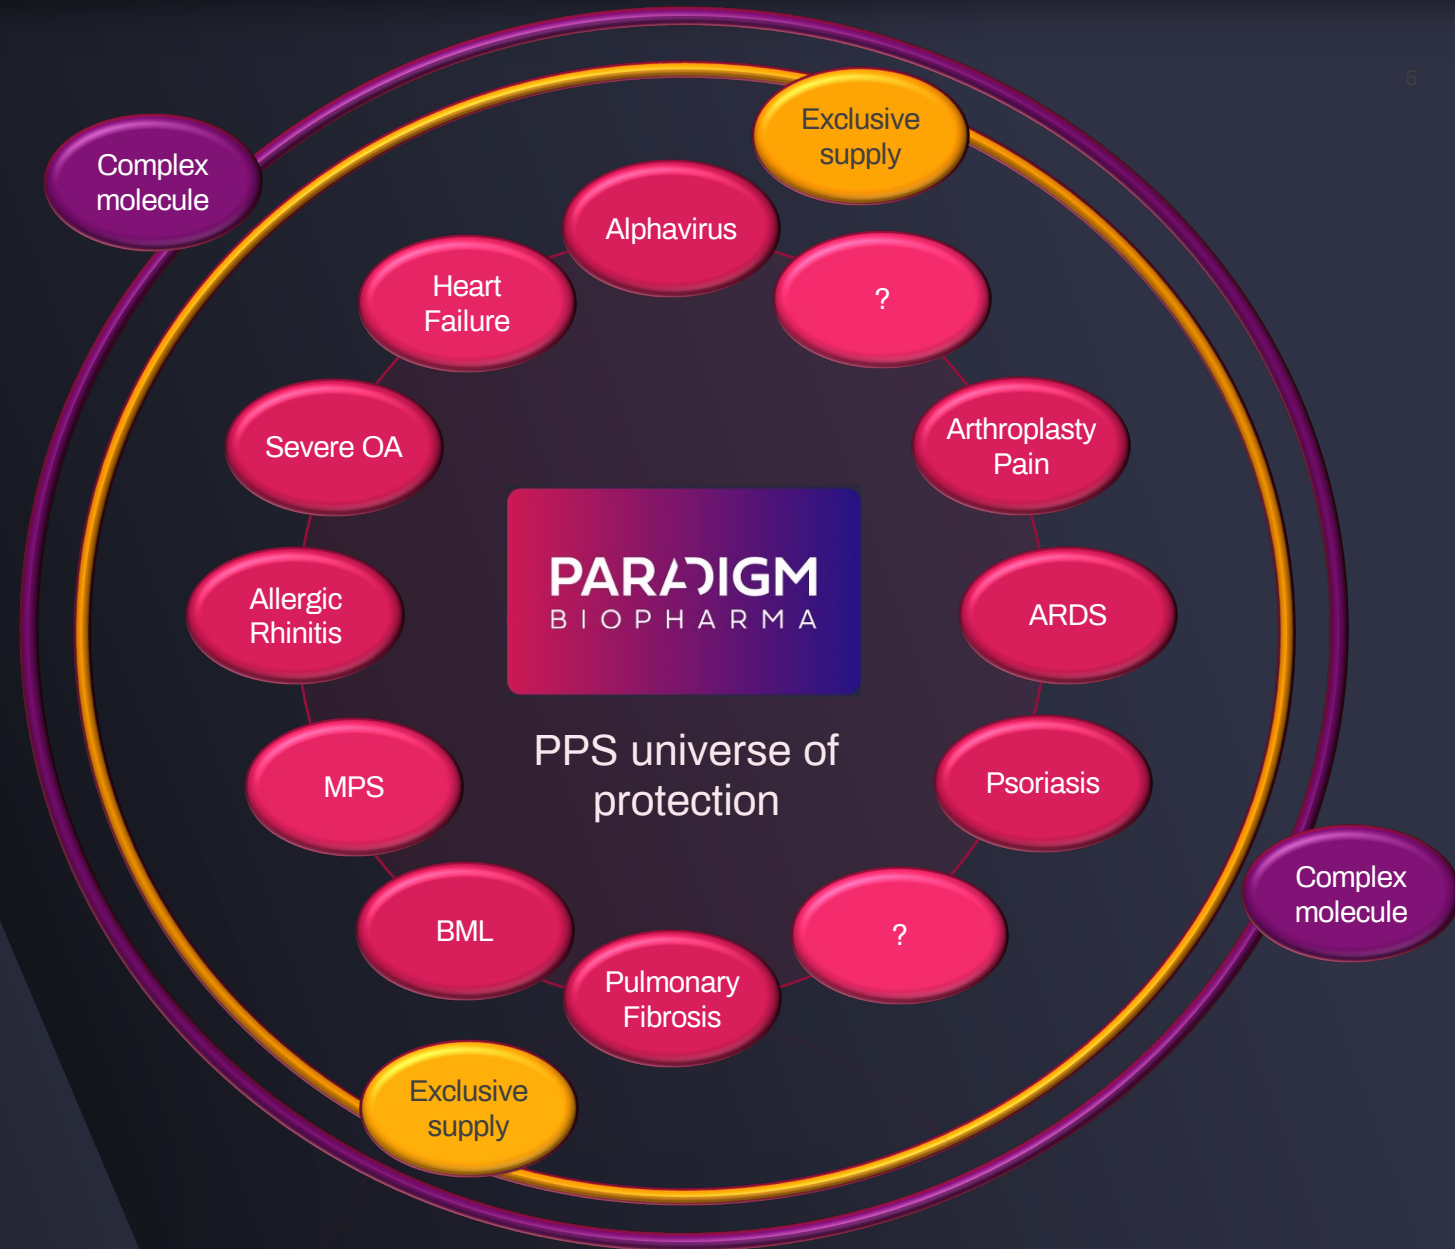 5
Exclusive
supply
Complex
molecule
Alphavirus
?
Heart
Failure
Arthroplasty
Pain
Severe OA
Allergic
Rhinitis
PARADIGM
BIOPHARMA
ARDS
PPS universe of
protection
MPS
Psoriasis
Complex
molecule
BML
?
Pulmonary
Fibrosis
Exclusive
supply